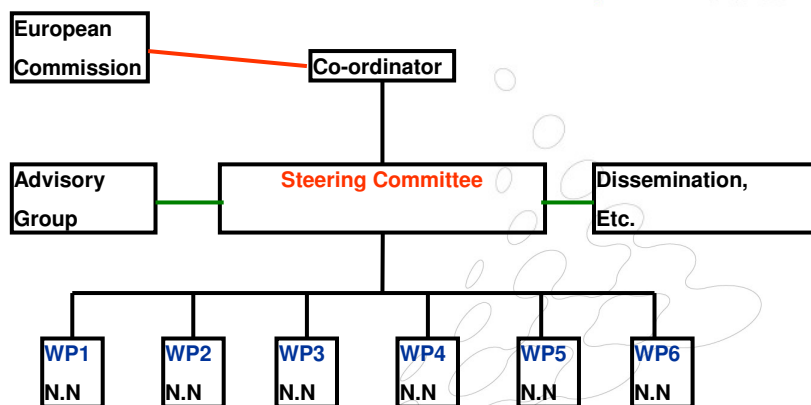 European
Commission
Co-ordinator
Advisory
Group
Steering Committee
Dissemination,
Etc.
WP1
N.N
WP2
N.N
WP3
N.N
WP4
N.N
WP5
N.N
WP6
N.N